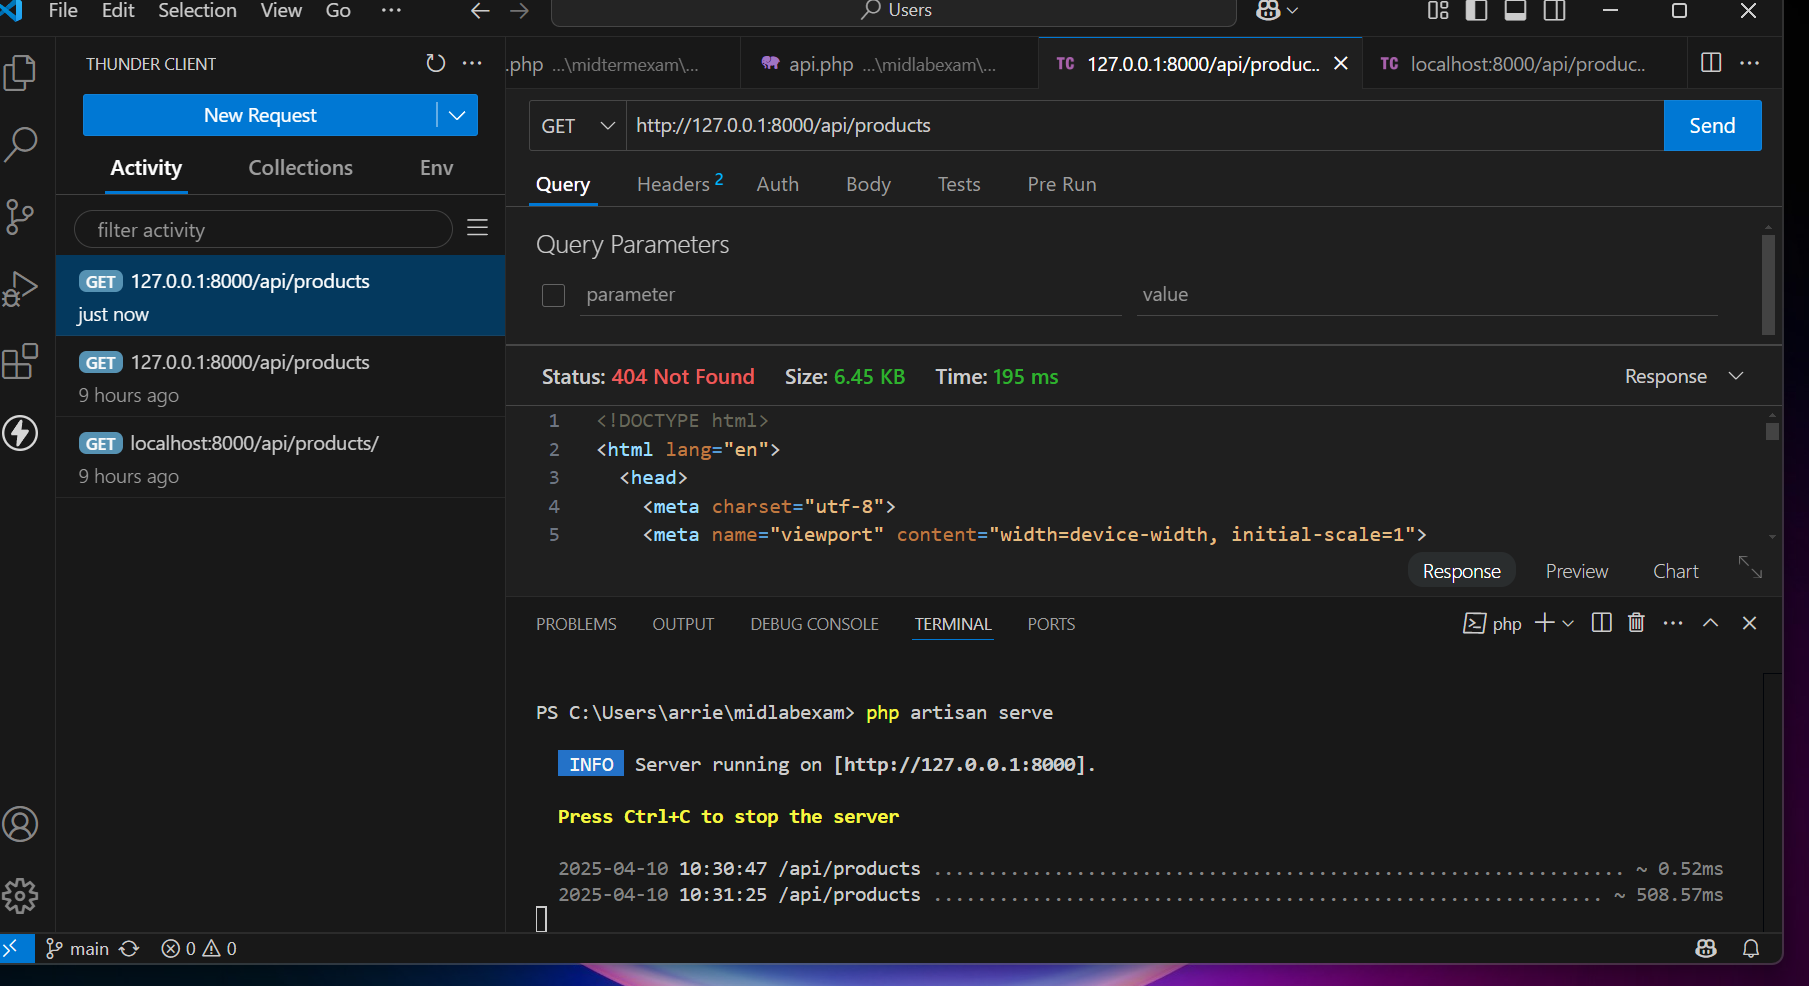 File Edit Selection View Go ··· Users
THUNDER CLIENT
.php ...\midtermexam\...
api.php ...\midlabexam\...
TC 127.0.0.1:8000/api/produc..
TC localhost:8000/api/produc..
New Request
GET http://127.0.0.1:8000/api/products Send
Activity Collections Env
Query Headers 2 Auth Body Tests Pre Run
filter activity
Query Parameters
GET 127.0.0.1:8000/api/products
just now
parameter value
GET 127.0.0.1:8000/api/products
9 hours ago
GET localhost:8000/api/products/
9 hours ago
Status: 404 Not Found Size: 6.45 KB Time: 195 ms Response
1 <!DOCTYPE html>
2 <html lang="en">
3 <head>
4 <meta charset="utf-8">
5 <meta name="viewport" content="width=device-width, initial-scale=1">
Response Preview Chart
PROBLEMS OUTPUT DEBUG CONSOLE TERMINAL PORTS php
PS C:\Users\arrie\midlabexam> php artisan serve
INFO Server running on [http://127.0.0.1:8000].
Press Ctrl+C to stop the server
2025-04-10 10:30:47 /api/products ............................................................... ~ 0.52ms
2025-04-10 10:31:25 /api/products ............................................................. ~ 508.57ms
main 0 0